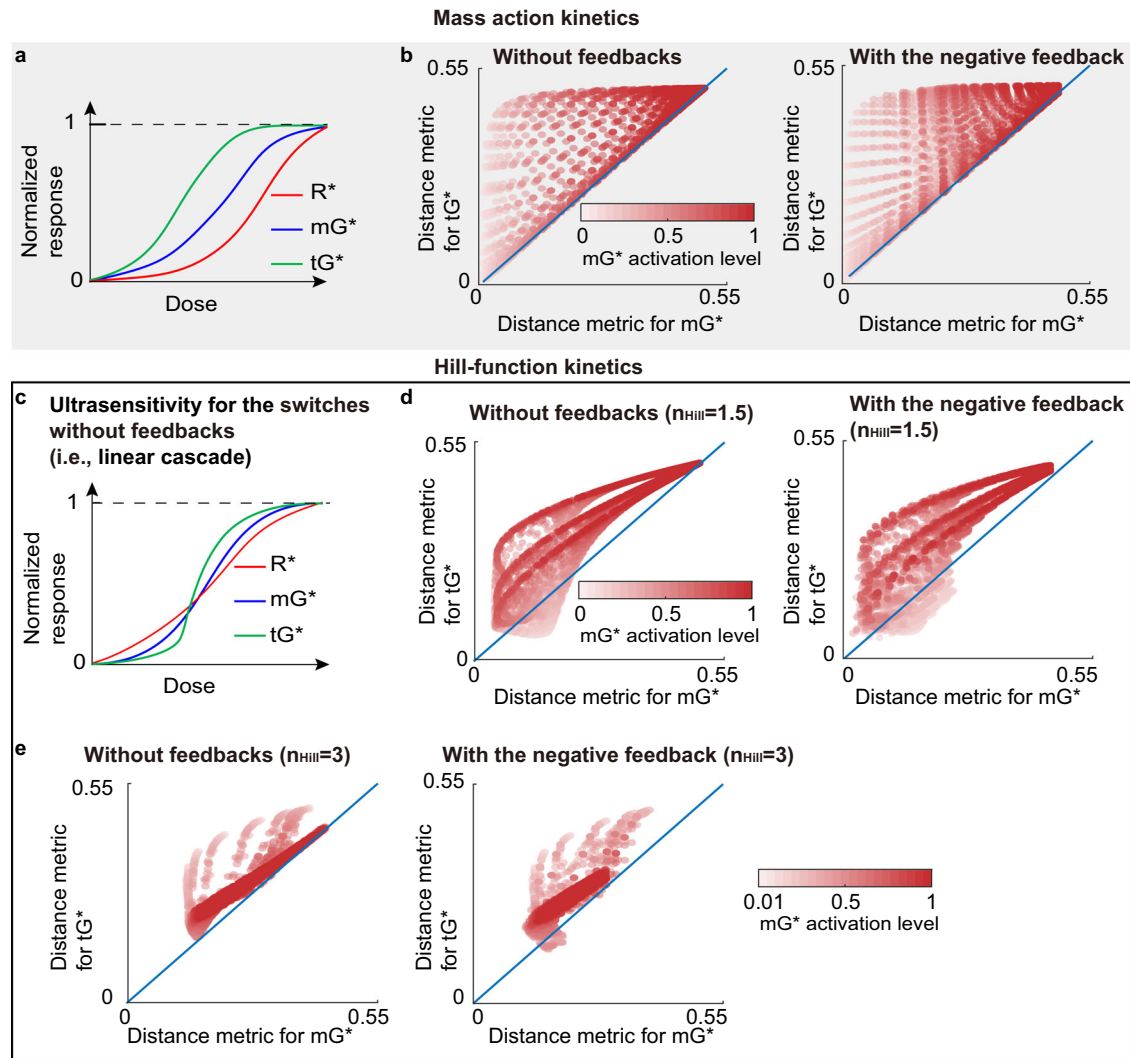 Mass action kinetics
a
1
Normalized
response
0
Dose
R*
mG*
tG*
b
Without feedbacks
0.55
Distance metric
for tG*
0
0
0.55
Distance metric for mG*
0 0.5 1
mG* activation level
With the negative feedback
0.55
Distance metric
for tG*
0
0
0.55
Distance metric for mG*
Hill-function kinetics
c
Ultrasensitivity for the switches
without feedbacks
(i.e., linear cascade)
1
Normalized
response
0
Dose
R*
mG*
tG*
d
Without feedbacks (nHill=1.5)
0.55
Distance metric
for tG*
0
0
0.55
Distance metric for mG*
0 0.5 1
mG* activation level
With the negative feedback
(nHill=1.5)
0.55
Distance metric
for tG*
0
0
0.55
Distance metric for mG*
e
Without feedbacks (nHill=3)
0.55
Distance metric
for tG*
0
0
0.55
Distance metric for mG*
With the negative feedback (nHill=3)
0.55
Distance metric
for tG*
0
0
0.55
Distance metric for mG*
0.01 0.5 1
mG* activation level